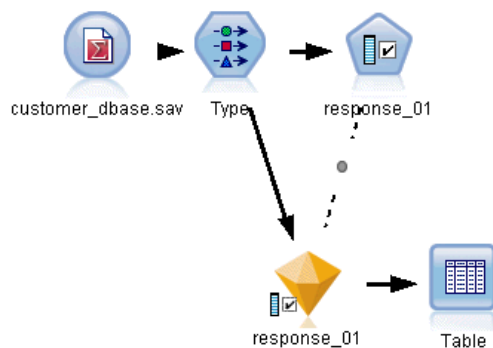 customer_dbase.sav
Type
response_01
response_01
Table